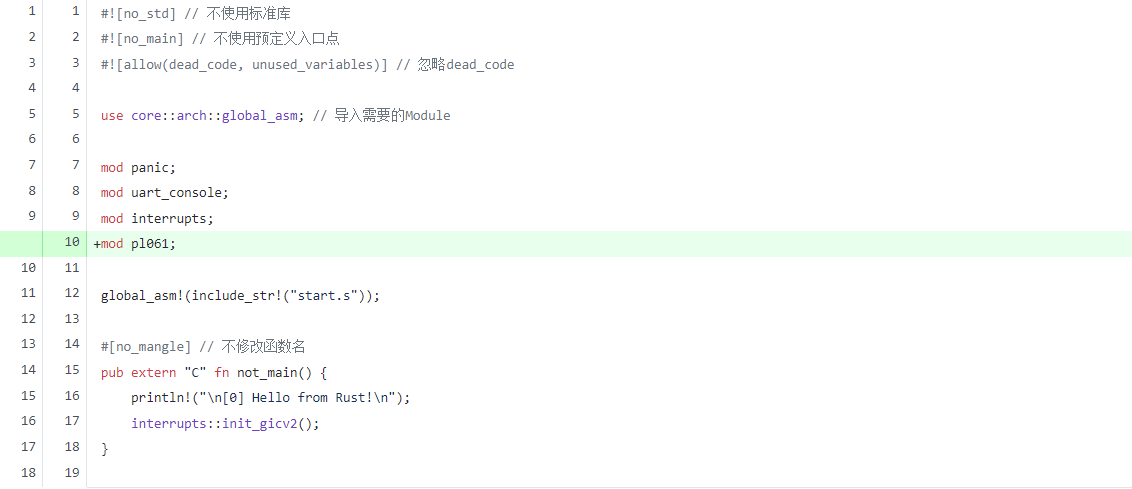 1 1 #![no_std] // 不使用标准库
2 2 #![no_main] // 不使用预定义入口点
3 3 #![allow(dead_code, unused_variables)] // 忽略dead_code
4 4
5 5 use core::arch::global_asm; // 导入需要的Module
6 6
7 7 mod panic;
8 8 mod uart_console;
9 9 mod interrupts;
10 +mod pl061;
10 11
11 12 global_asm!(include_str!("start.s"));
12 13
13 14 #[no_mangle] // 不修改函数名
14 15 pub extern "C" fn not_main() {
15 16 println!("\n[0] Hello from Rust!\n");
16 17 interrupts::init_gicv2();
17 18 }
18 19